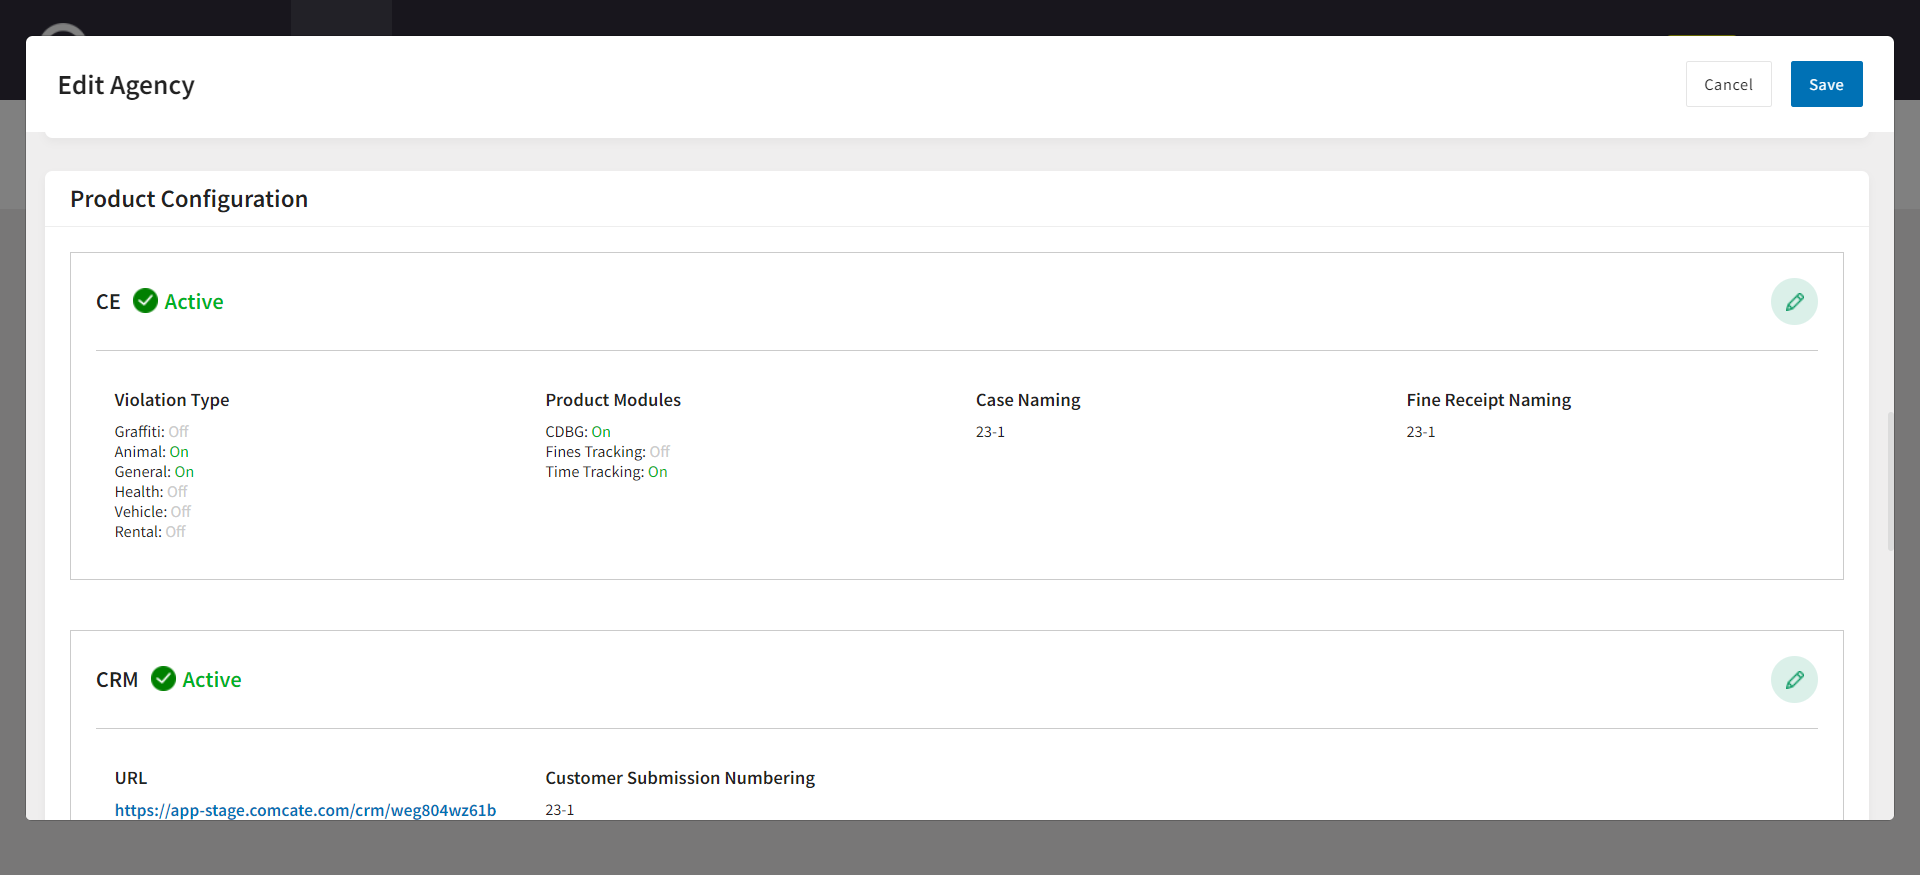 Edit Agency
Cancel
Save
Product Configuration
CE Active
Violation Type
Graffiti: Off
Animal: On
General: On
Health: Off
Vehicle: Off
Rental: Off
Product Modules
CDBG: On
Fines Tracking: Off
Time Tracking: On
Case Naming
23-1
Fine Receipt Naming
23-1
CRM Active
URL
https://app-stage.comcate.com/crm/weg804wz61b
Customer Submission Numbering
23-1